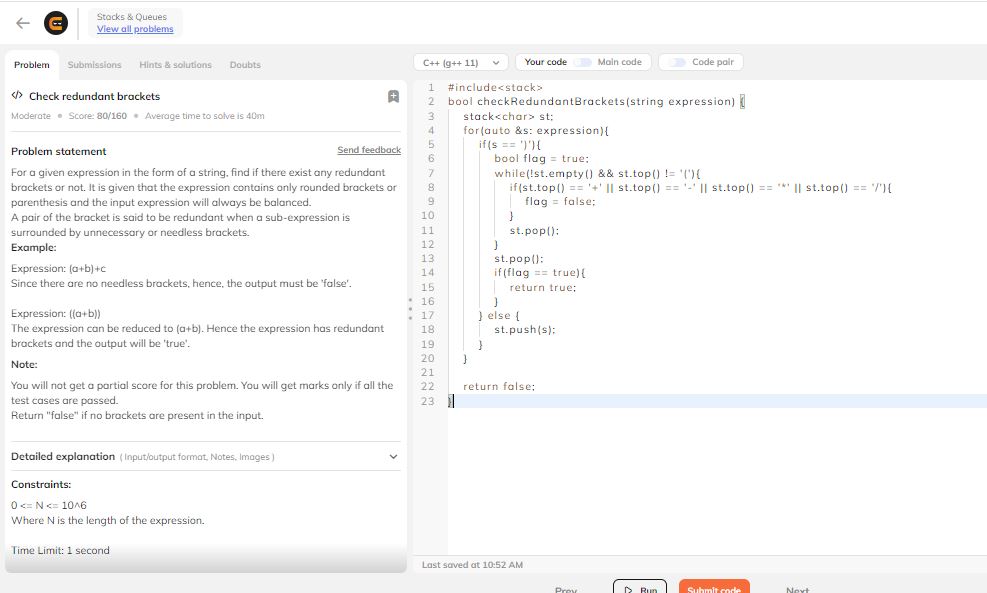 Stacks & Queues
View all problems
Problem
Submissions
Hints & solutions
Doubts
</> Check redundant brackets
Moderate • Score: 80/160 • Average time to solve is 40m
Problem statement
Send feedback
For a given expression in the form of a string, find if there exist any redundant
brackets or not. It is given that the expression contains only rounded brackets or
parenthesis and the input expression will always be balanced.
A pair of the bracket is said to be redundant when a sub-expression is
surrounded by unnecessary or needless brackets.
Example:
Expression: (a+b)+c
Since there are no needless brackets, hence, the output must be 'false'.
Expression: ((a+b))
The expression can be reduced to (a+b). Hence the expression has redundant
brackets and the output will be 'true'.
Note:
You will not get a partial score for this problem. You will get marks only if all the
test cases are passed.
Return "false" if no brackets are present in the input.
Detailed explanation ( Input/output format, Notes, Images )
Constraints:
0 <= N <= 10^6
Where N is the length of the expression.
Time Limit: 1 second
C++ (g++ 11)
Your code
Main code
Code pair
1 #include<stack>
2 bool checkRedundantBrackets(string expression) {
3 stack<char> st;
4 for(auto &s: expression){
5 if(s == ')'){
6 bool flag = true;
7 while(!st.empty() && st.top() != '('){
8 if(st.top() == '+' || st.top() == '-' || st.top() == '*' || st.top() == '/'){
9 flag = false;
10 }
11 st.pop();
12 }
13 st.pop();
14 if(flag == true){
15 return true;
16 }
17 } else {
18 st.push(s);
19 }
20 }
21
22 return false;
23 }
Last saved at 10:52 AM
Prev
Run
Submit code
Next